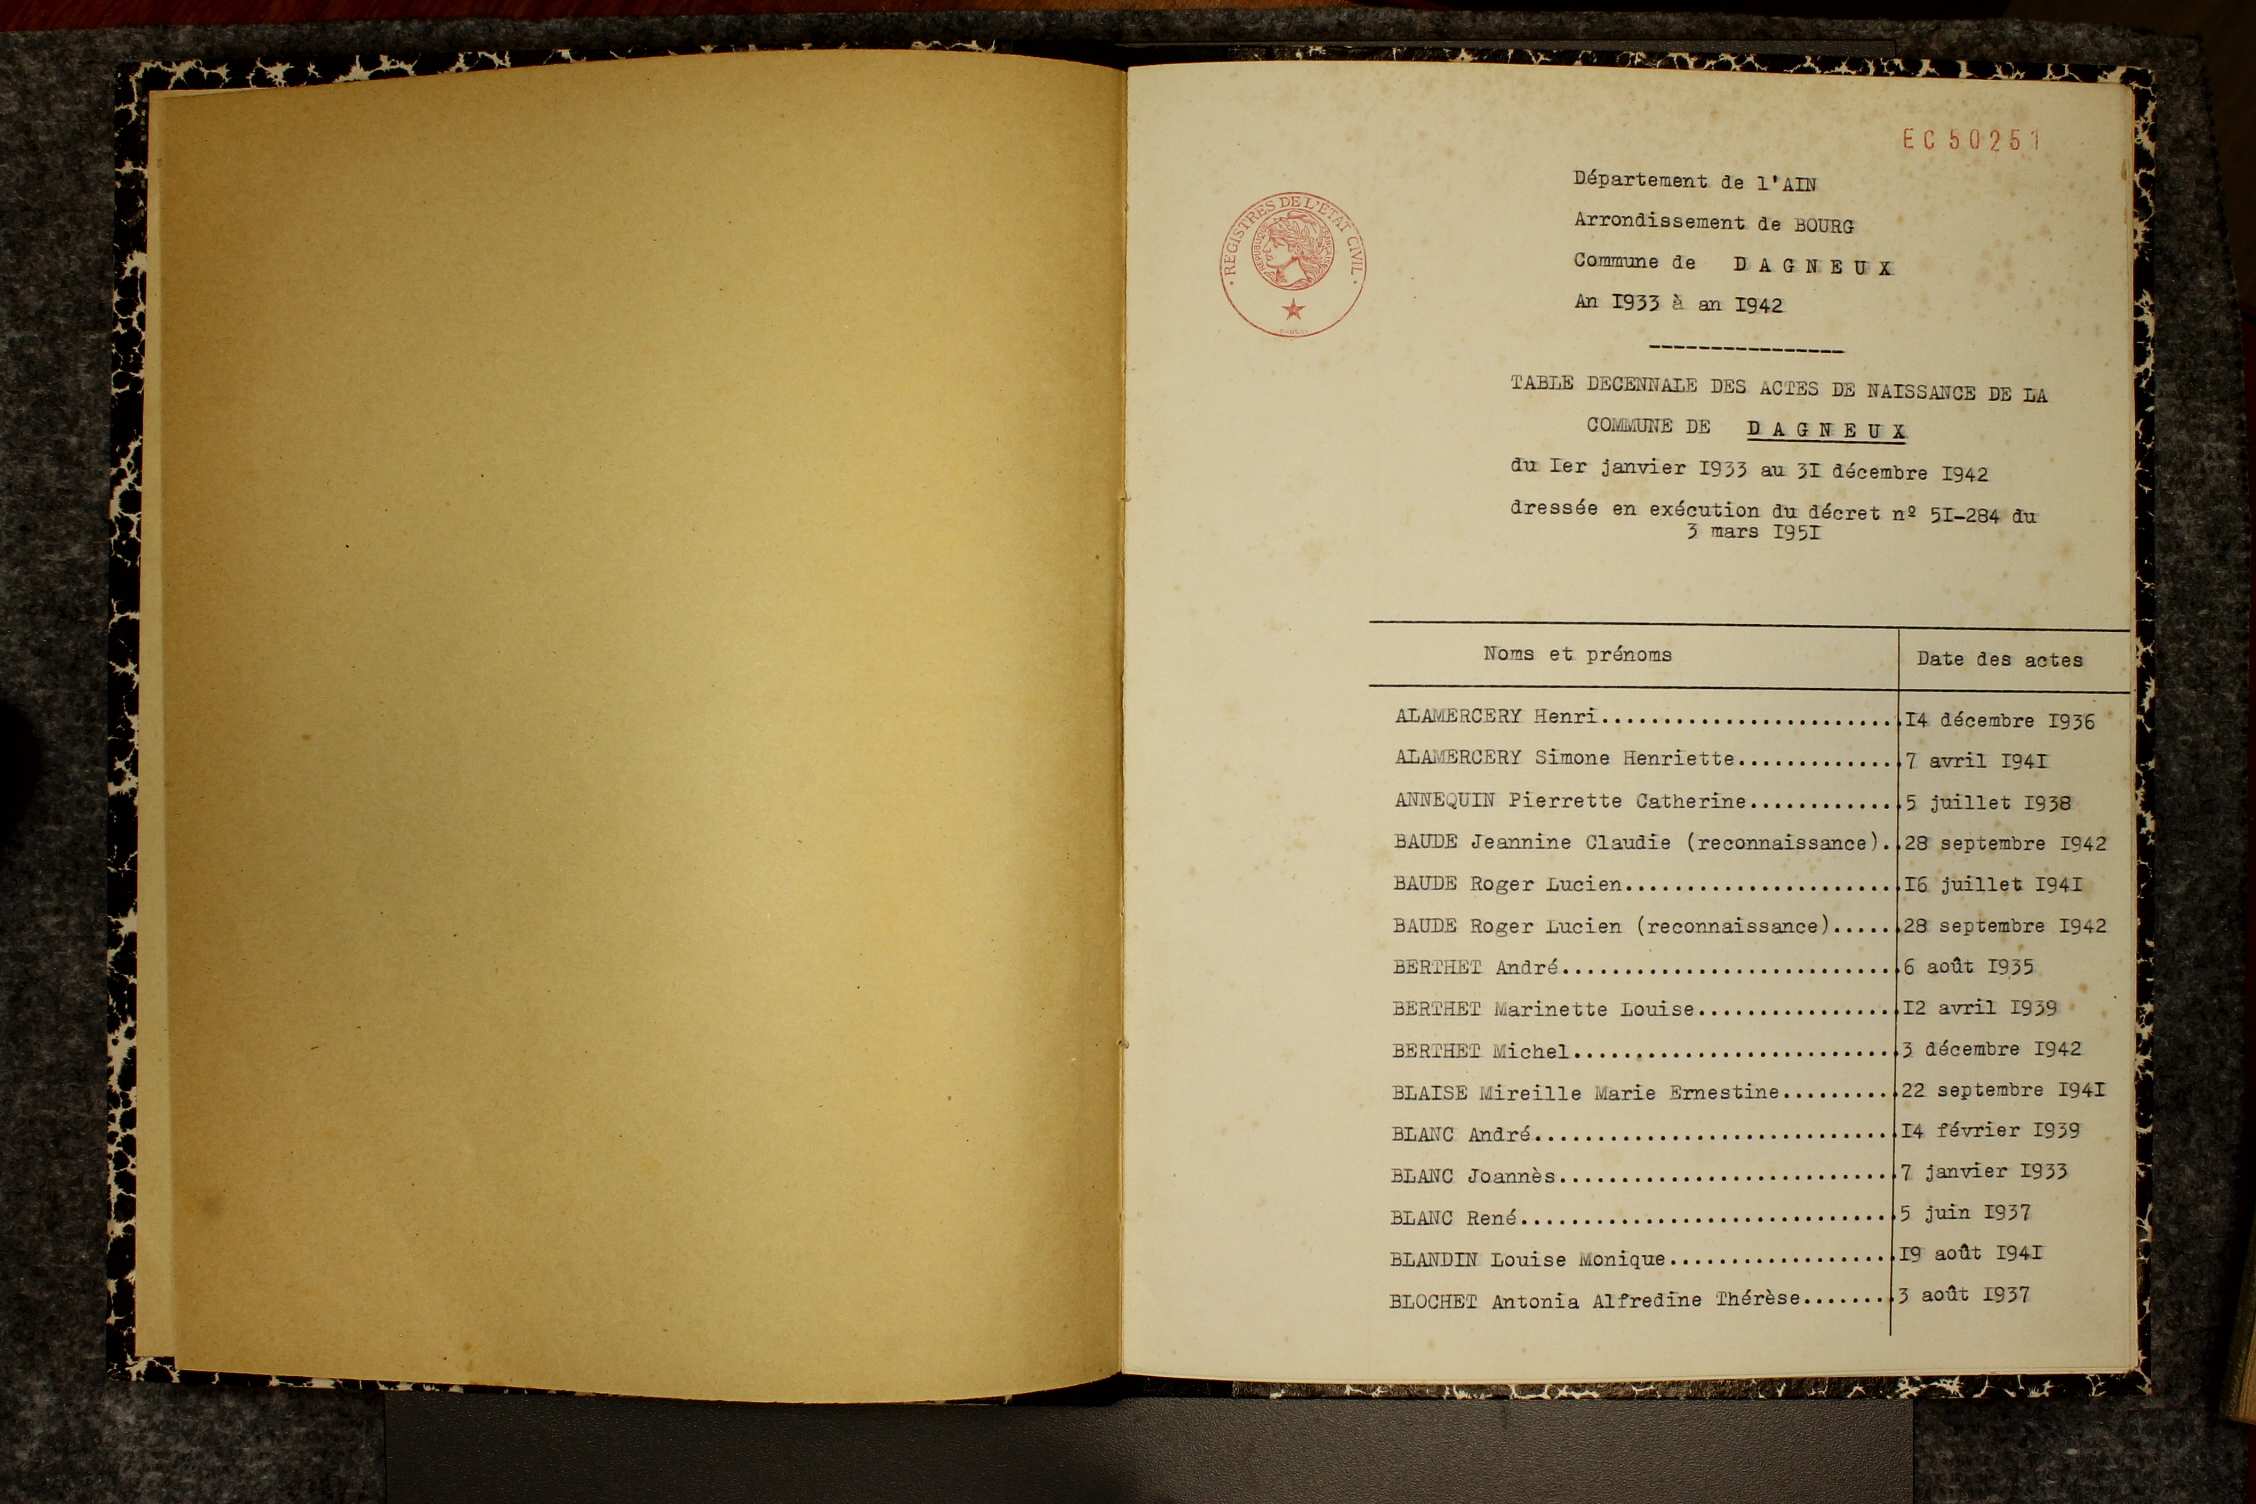 EC 50251
REGISTRES DE L'ETAT CIVIL
REPUBLIQUE FRANÇAISE
Département de l'AIN
Arrondissement de BOURG
Commune de D A G N E U X
An I933 à an I942
----------------
TABLE DECENNALE DES ACTES DE NAISSANCE DE LA
COMMUNE DE D A G N E U X
du Ier janvier I933 au 3I décembre I942
dressée en exécution du décret nº 5I-284 du
3 mars I95I
Noms et prénoms Date des actes
ALAMERCERY Henri........................I4 décembre I936
ALAMERCERY Simone Henriette..............7 avril I94I
ANNEQUIN Pierrette Catherine.............5 juillet I938
BAUDE Jeannine Claudie (reconnaissance)..28 septembre I942
BAUDE Roger Lucien.......................I6 juillet I94I
BAUDE Roger Lucien (reconnaissance)......28 septembre I942
BERTHET André............................6 août I935
BERTHET Marinette Louise.................I2 avril I939
BERTHET Michel...........................3 décembre I942
BLAISE Mireille Marie Ernestine..........22 septembre I94I
BLANC André..............................I4 février I939
BLANC Joannès............................7 janvier I933
BLANC René...............................5 juin I937
BLANDIN Louise Monique...................I9 août I94I
BLOCHET Antonia Alfredine Thérèse........3 août I937